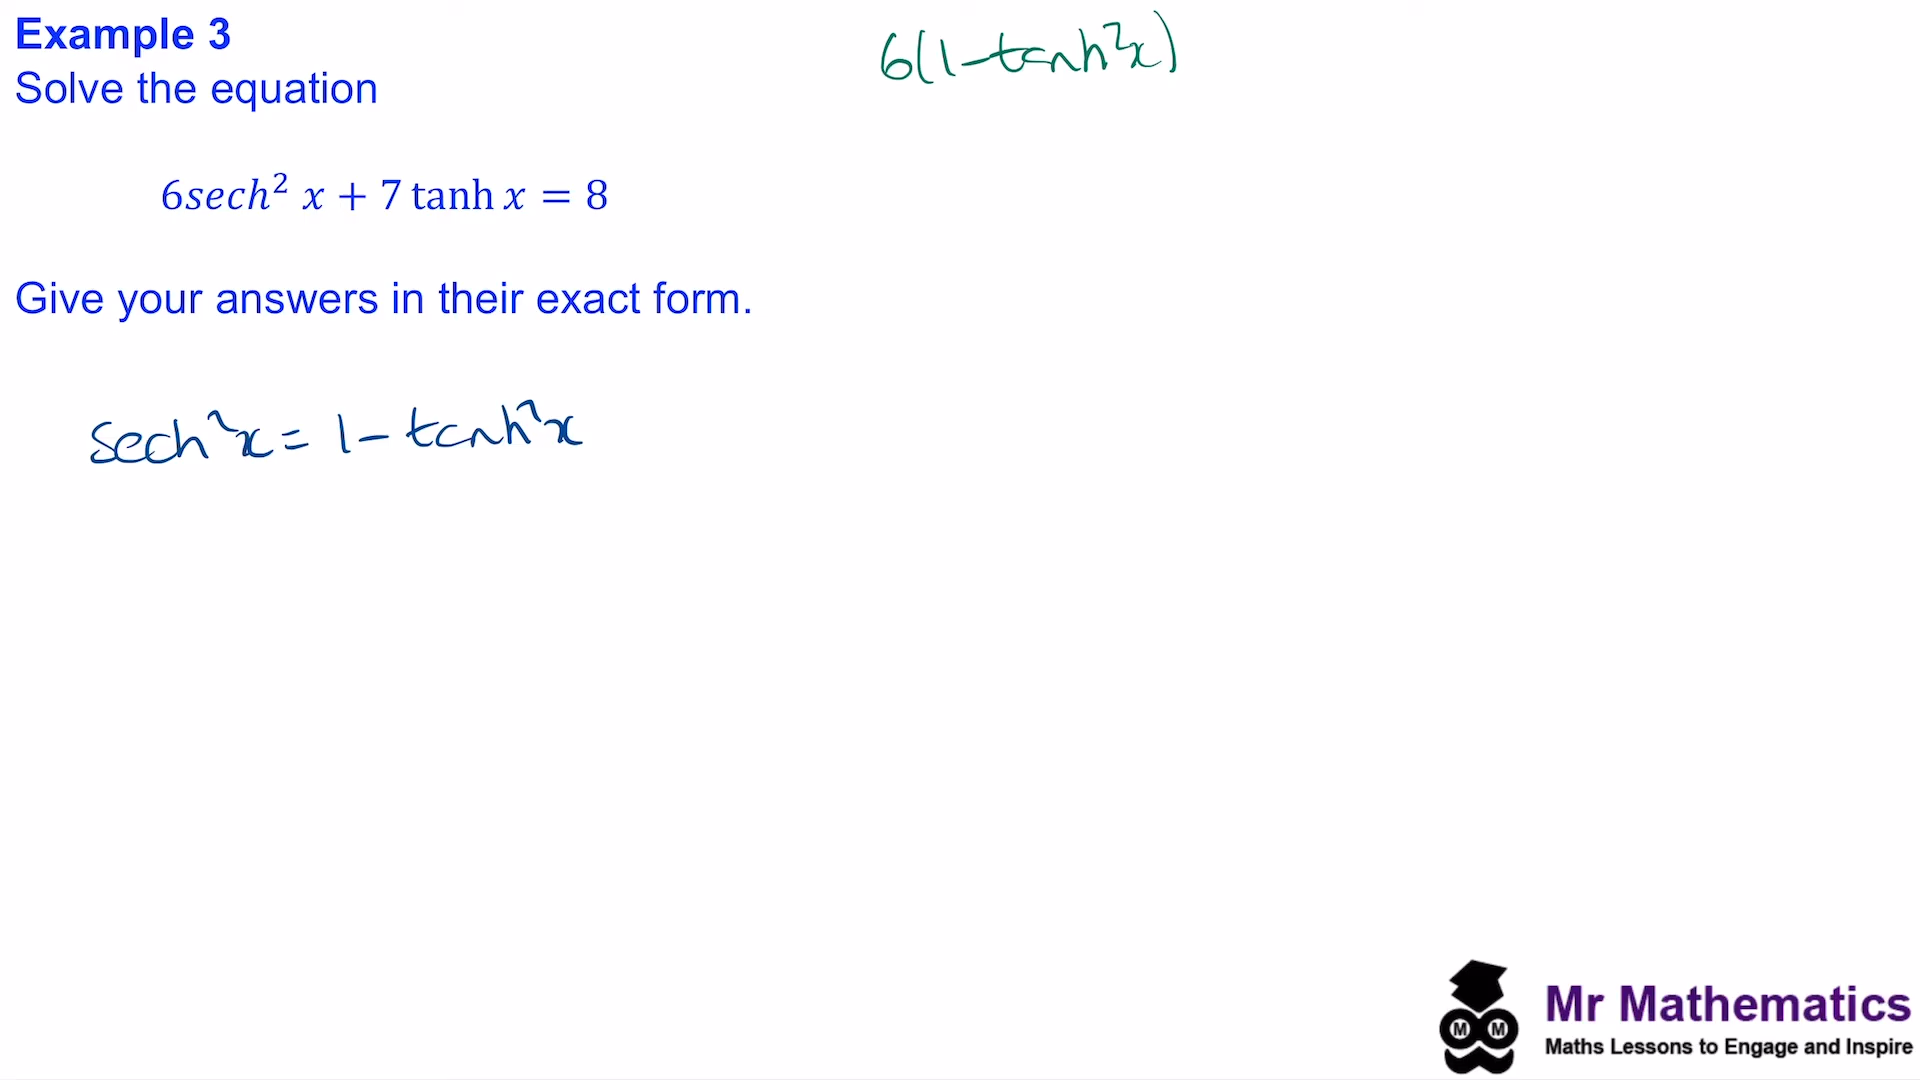 Example 3
Solve the equation
6sech² x + 7 tanh x = 8
Give your answers in their exact form.
sech²x = 1 - tanh²x
6(1 - tanh²x)
M M
Mr Mathematics
Maths Lessons to Engage and Inspire